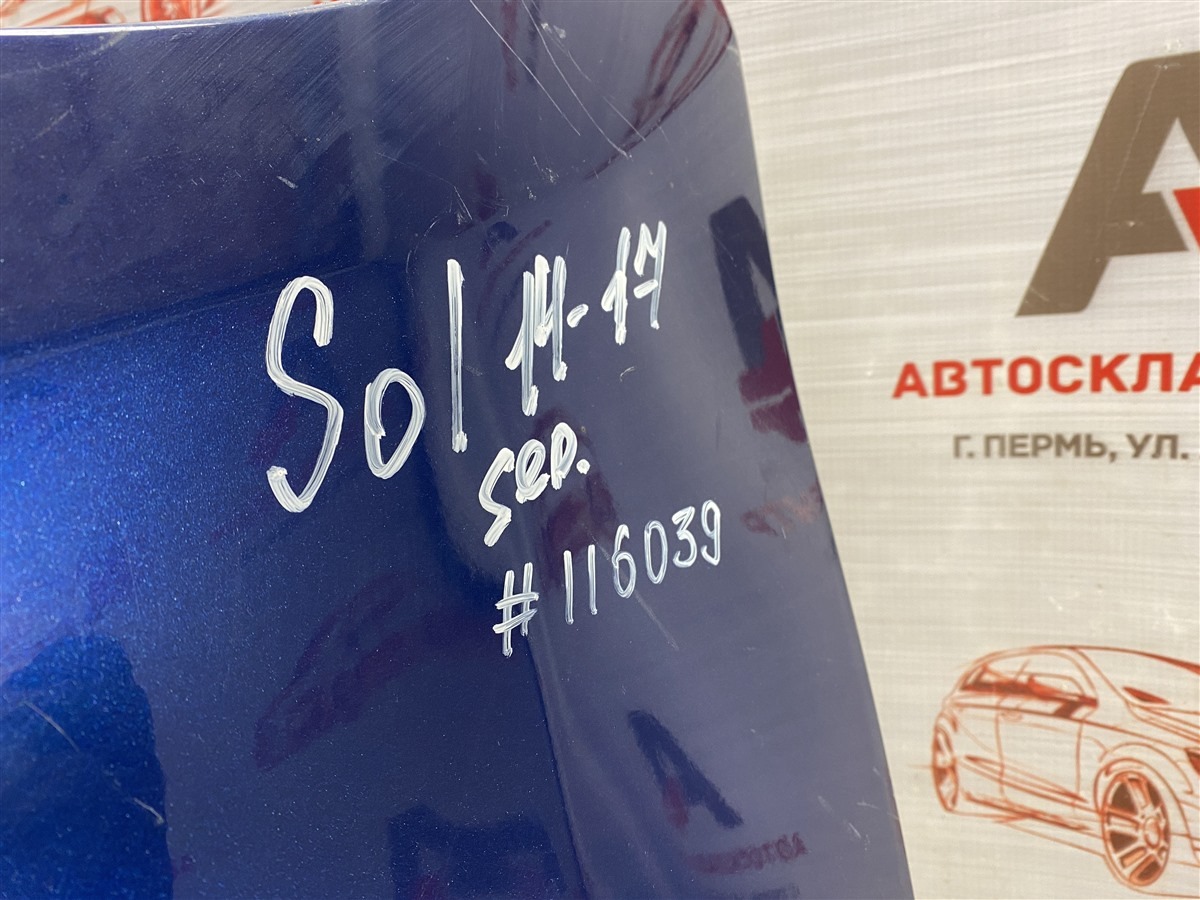 Sol 14-17
sed.
#116039
АВТОСКЛА
Г. ПЕРМЬ, УЛ.